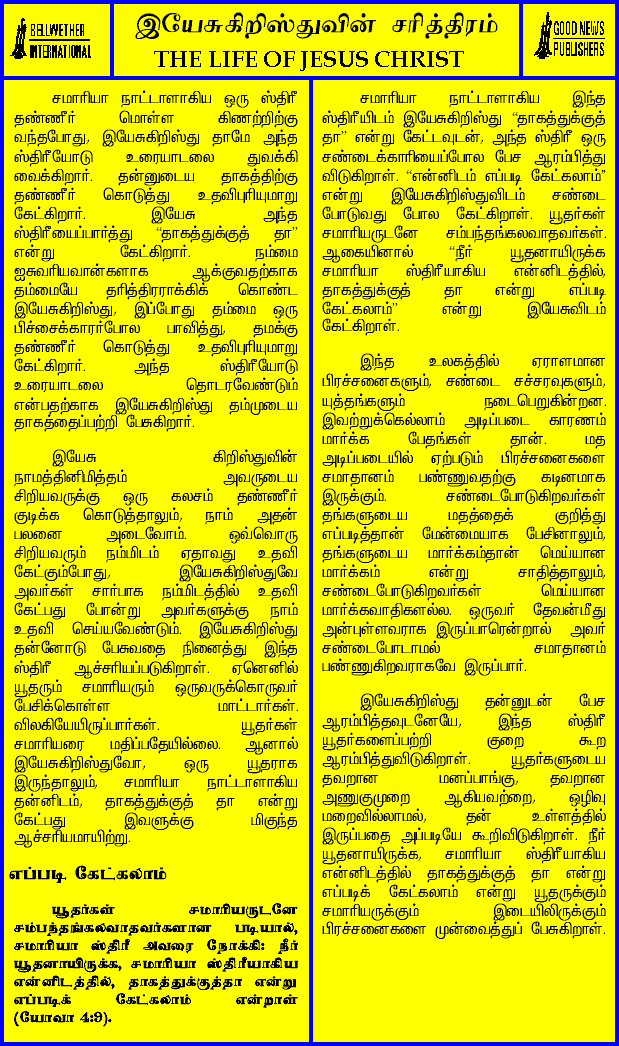 BELLWETHER
INTERNATIONAL
இயேசுகிறிஸ்துவின் சரித்திரம்
THE LIFE OF JESUS CHRIST
GOOD NEWS
PUBLISHERS
சமாரியா நாட்டாளாகிய ஒரு ஸ்திரீ
தண்ணீர் மொள்ள கிணற்றிற்கு
வந்தபோது, இயேசுகிறிஸ்து தாமே அந்த
ஸ்திரீயோடு உரையாடலை துவக்கி
வைக்கிறார். தன்னுடைய தாகத்திற்கு
தண்ணீர் கொடுத்து உதவிபுரியுமாறு
கேட்கிறார். இயேசு அந்த
ஸ்திரீயைப்பார்த்து “தாகத்துக்குத் தா”
என்று கேட்கிறார். நம்மை
ஐசுவரியவான்களாக ஆக்குவதற்காக
தம்மையே தரித்திரராக்கிக் கொண்ட
இயேசுகிறிஸ்து, இப்போது தம்மை ஒரு
பிச்சைக்காரர்போல பாவித்து, தமக்கு
தண்ணீர் கொடுத்து உதவிபுரியுமாறு
கேட்கிறார். அந்த ஸ்திரீயோடு
உரையாடலை தொடரவேண்டும்
என்பதற்காக இயேசுகிறிஸ்து தம்முடைய
தாகத்தைப்பற்றி பேசுகிறார்.
இயேசு கிறிஸ்துவின்
நாமத்தினிமித்தம் அவருடைய
சிறியவருக்கு ஒரு கலசம் தண்ணீர்
குடிக்க கொடுத்தாலும், நாம் அதன்
பலனை அடைவோம். ஒவ்வொரு
சிறியவரும் நம்மிடம் ஏதாவது உதவி
கேட்கும்போது, இயேசுகிறிஸ்துவே
அவர்கள் சார்பாக நம்மிடத்தில் உதவி
கேட்பது போன்று அவர்களுக்கு நாம்
உதவி செய்யவேண்டும். இயேசுகிறிஸ்து
தன்னோடு பேசுவதை நினைத்து இந்த
ஸ்திரீ ஆச்சரியப்படுகிறாள். ஏனெனில்
யூதரும் சமாரியரும் ஒருவருக்கொருவர்
பேசிக்கொள்ள மாட்டார்கள்.
விலகியேயிருப்பார்கள். யூதர்கள்
சமாரியரை மதிப்பதேயில்லை. ஆனால்
இயேசுகிறிஸ்துவோ, ஒரு யூதராக
இருந்தாலும், சமாரியா நாட்டாளாகிய
தன்னிடம், தாகத்துக்குத் தா என்று
கேட்பது இவளுக்கு மிகுந்த
ஆச்சரியமாயிற்று.
எப்படி கேட்கலாம்
யூதர்கள் சமாரியருடனே
சம்பந்தங்கலவாதவர்களான படியால்,
சமாரியா ஸ்திரீ அவரை நோக்கி: நீர்
யூதனாயிருக்க, சமாரியா ஸ்திரீயாகிய
என்னிடத்தில், தாகத்துக்குத்தா என்று
எப்படிக் கேட்கலாம் என்றாள்
(யோவா 4:9).
சமாரியா நாட்டாளாகிய இந்த
ஸ்திரீயிடம் இயேசுகிறிஸ்து “தாகத்துக்குத்
தா” என்று கேட்டவுடன், அந்த ஸ்திரீ ஒரு
சண்டைக்காரியைப்போல பேச ஆரம்பித்து
விடுகிறாள். “என்னிடம் எப்படி கேட்கலாம்”
என்று இயேசுகிறிஸ்துவிடம் சண்டை
போடுவது போல கேட்கிறாள். யூதர்கள்
சமாரியருடனே சம்பந்தங்கலவாதவர்கள்.
ஆகையினால் “நீர் யூதனாயிருக்க
சமாரியா ஸ்திரீயாகிய என்னிடத்தில்,
தாகத்துக்குத் தா என்று எப்படி
கேட்கலாம்” என்று இயேசுவிடம்
கேட்கிறாள்.
இந்த உலகத்தில் ஏராளமான
பிரச்சனைகளும், சண்டை சச்சரவுகளும்,
யுத்தங்களும் நடைபெறுகின்றன.
இவற்றுக்கெல்லாம் அடிப்படை காரணம்
மார்க்க பேதங்கள் தான். மத
அடிப்படையில் ஏற்படும் பிரச்சனைகளை
சமாதானம் பண்ணுவதற்கு கடினமாக
இருக்கும். சண்டைபோடுகிறவர்கள்
தங்களுடைய மதத்தைக் குறித்து
எப்படித்தான் மேன்மையாக பேசினாலும்,
தங்களுடைய மார்க்கம்தான் மெய்யான
மார்க்கம் என்று சாதித்தாலும்,
சண்டைபோடுகிறவர்கள் மெய்யான
மார்க்கவாதிகளல்ல. ஒருவர் தேவன்மீது
அன்புள்ளவராக இருப்பாரென்றால் அவர்
சண்டைபோடாமல் சமாதானம்
பண்ணுகிறவராகவே இருப்பார்.
இயேசுகிறிஸ்து தன்னுடன் பேச
ஆரம்பித்தவுடனேயே, இந்த ஸ்திரீ
யூதர்களைப்பற்றி குறை கூற
ஆரம்பித்துவிடுகிறாள். யூதர்களுடைய
தவறான மனப்பாங்கு, தவறான
அணுகுமுறை ஆகியவற்றை, ஒழிவு
மறைவில்லாமல், தன் உள்ளத்தில்
இருப்பதை அப்படியே கூறிவிடுகிறாள். நீர்
யூதனாயிருக்க, சமாரியா ஸ்திரீயாகிய
என்னிடத்தில் தாகத்துக்குத் தா என்று
எப்படிக் கேட்கலாம் என்று யூதருக்கும்
சமாரியருக்கும் இடையிலிருக்கும்
பிரச்சனைகளை முன்வைத்துப் பேசுகிறாள்.